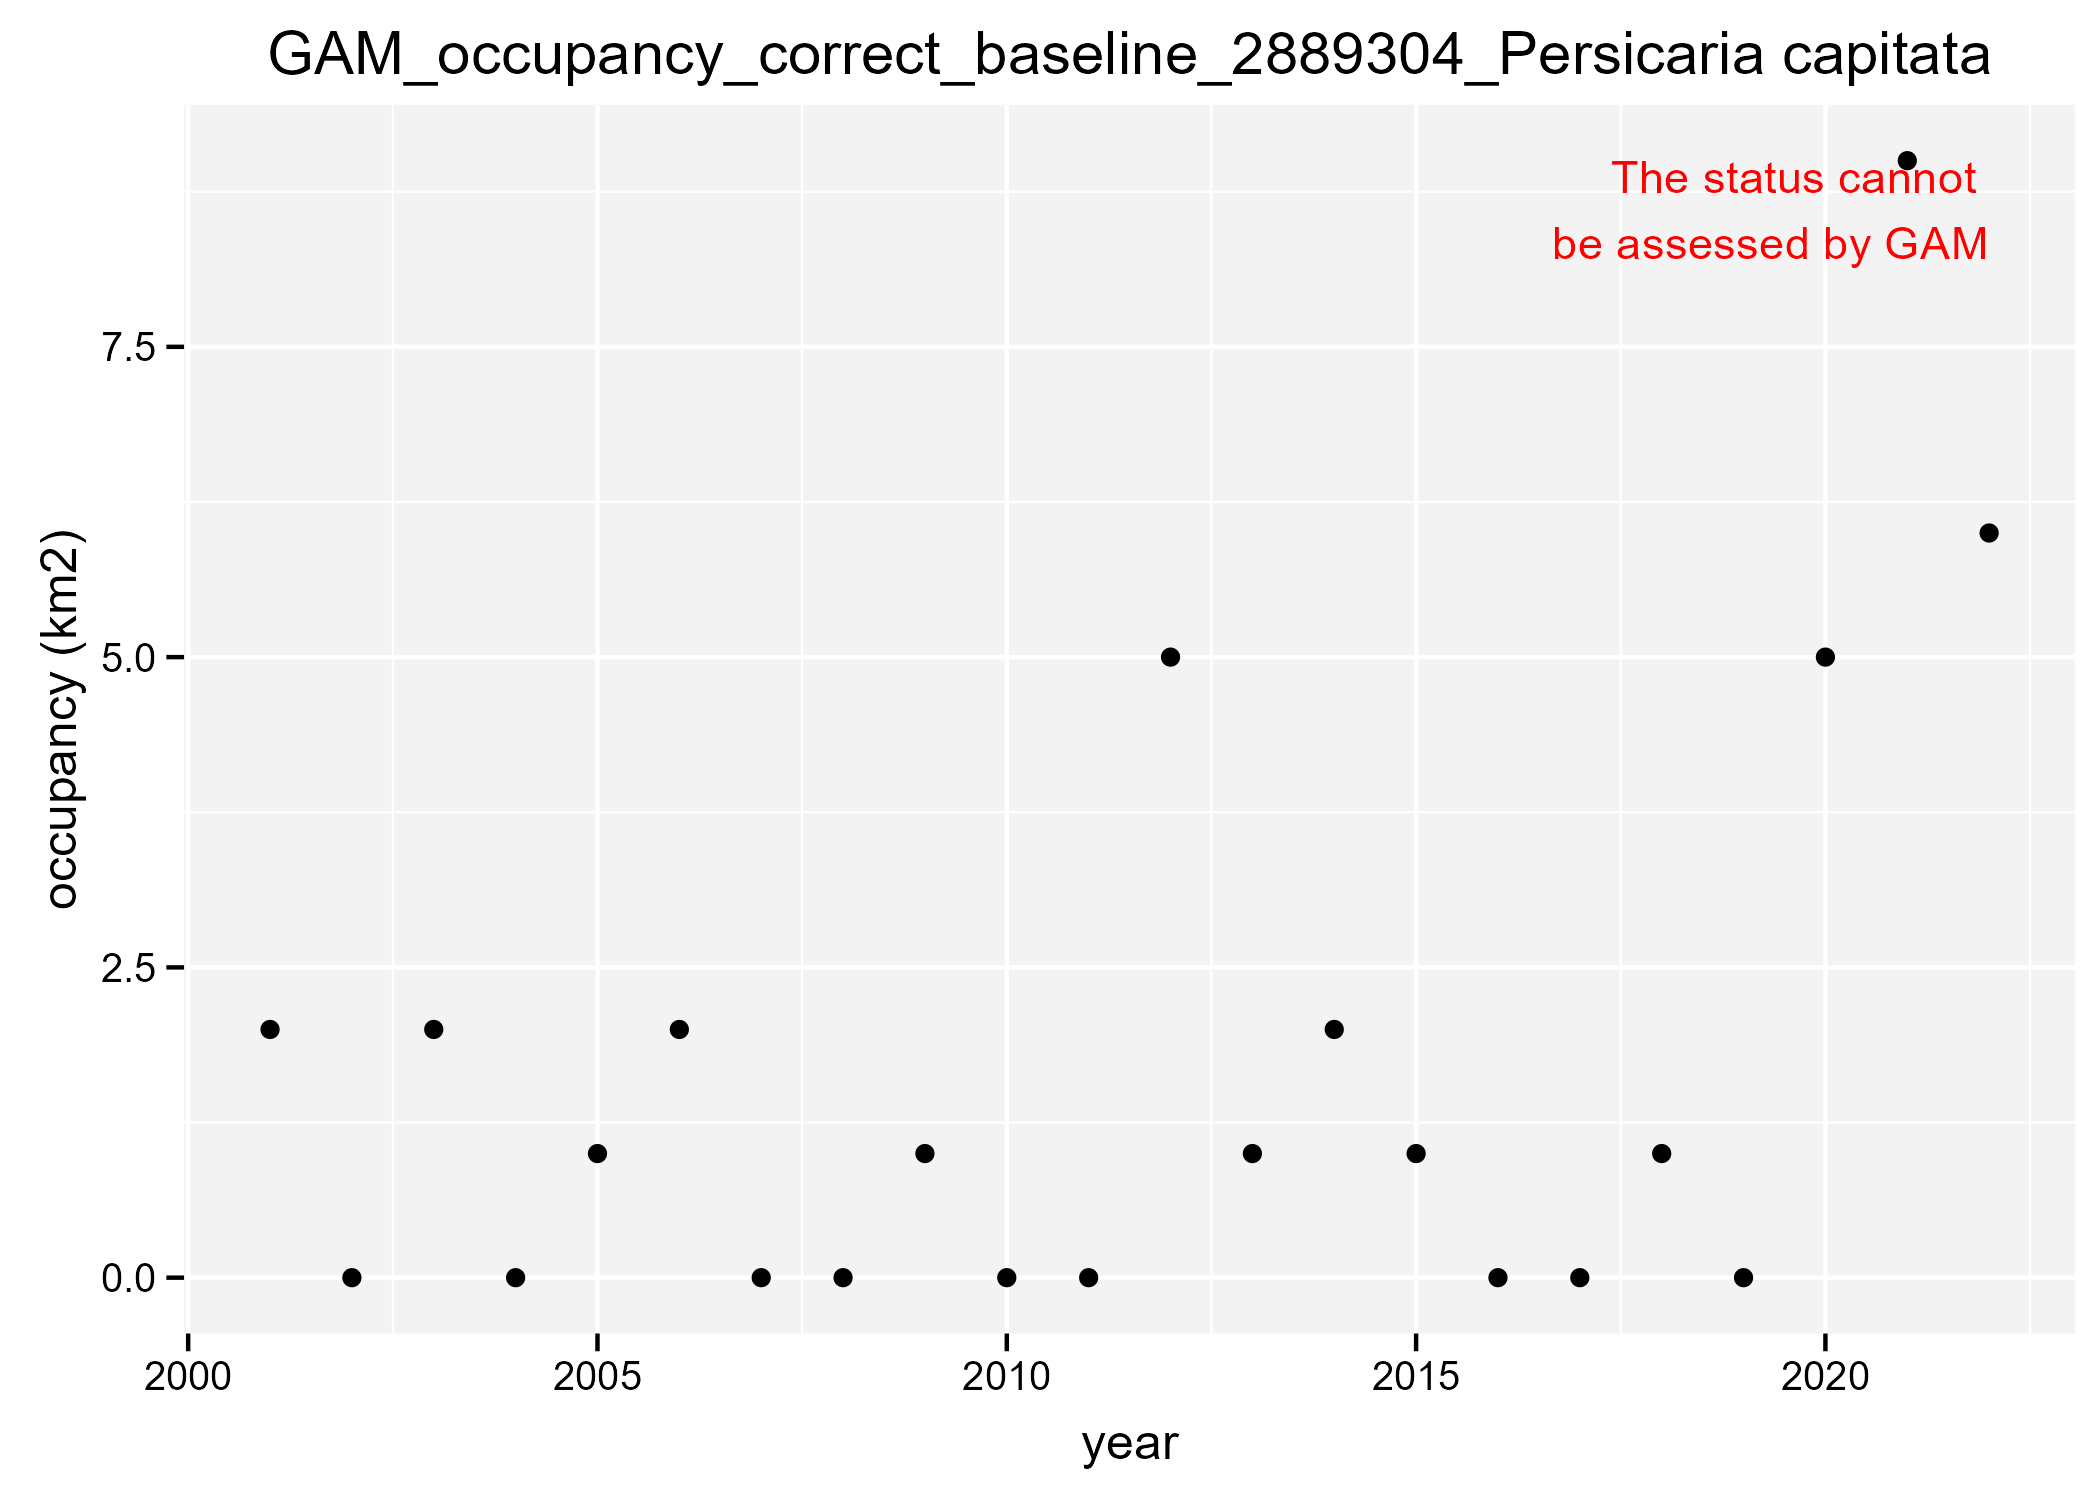 GAM_occupancy_correct_baseline_2889304_Persicaria capitata
The status cannot
be assessed by GAM
7.5
5.0
2.5
0.0
occupancy (km2)
2000 2005 2010 2015 2020
year